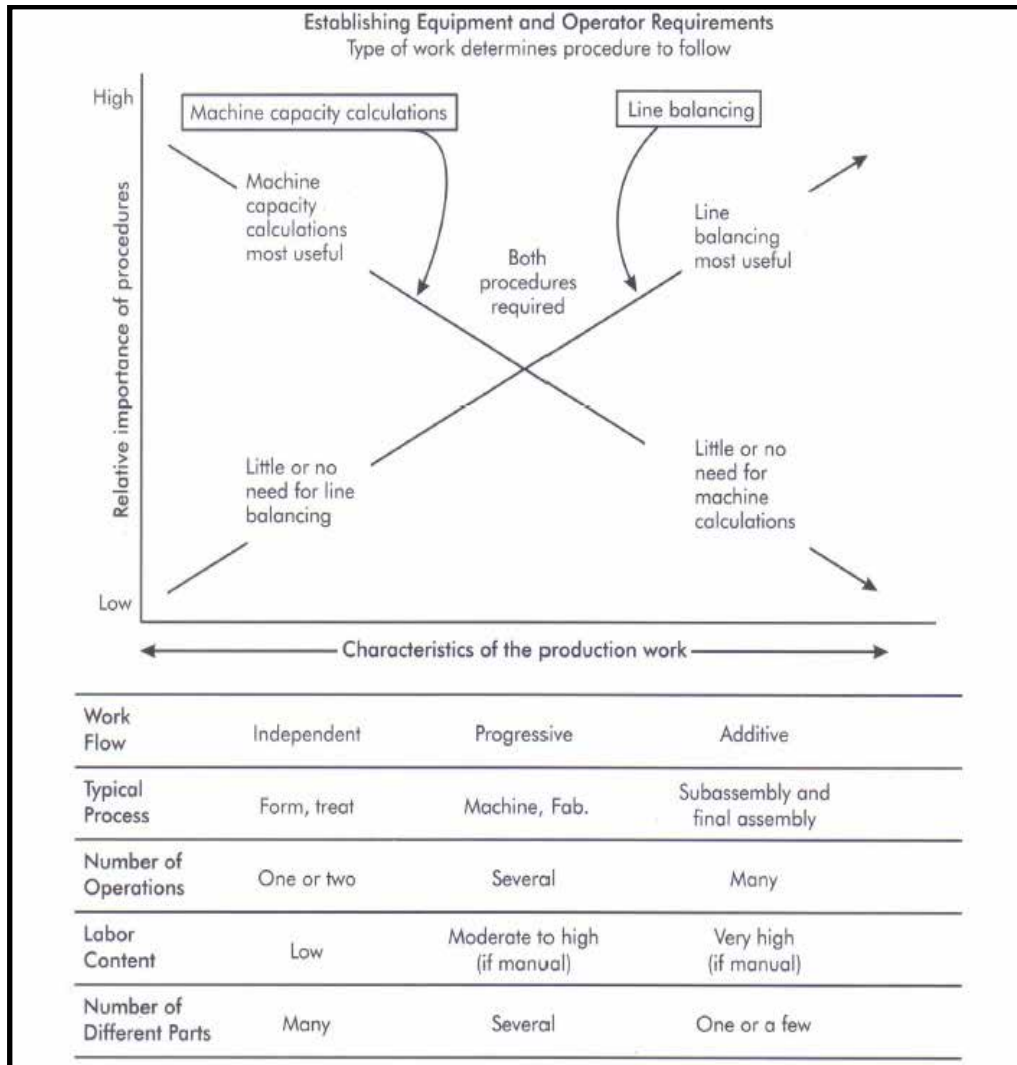 Establishing Equipment and Operator Requirements
Type of work determines procedure to follow
High
Machine capacity calculations
Line balancing
Machine
capacity
calculations
most useful
Line
balancing
most useful
Both
procedures
required
Relative importance of procedures
Little or no
need for line
balancing
Little or no
need for
machine
calculations
Low
Characteristics of the production work
Work
Flow
Independent
Progressive
Additive
Typical
Process
Form, treat
Machine, Fab.
Subassembly and
final assembly
Number of
Operations
One or two
Several
Many
Labor
Content
Low
Moderate to high
(if manual)
Very high
(if manual)
Number of
Different Parts
Many
Several
One or a few